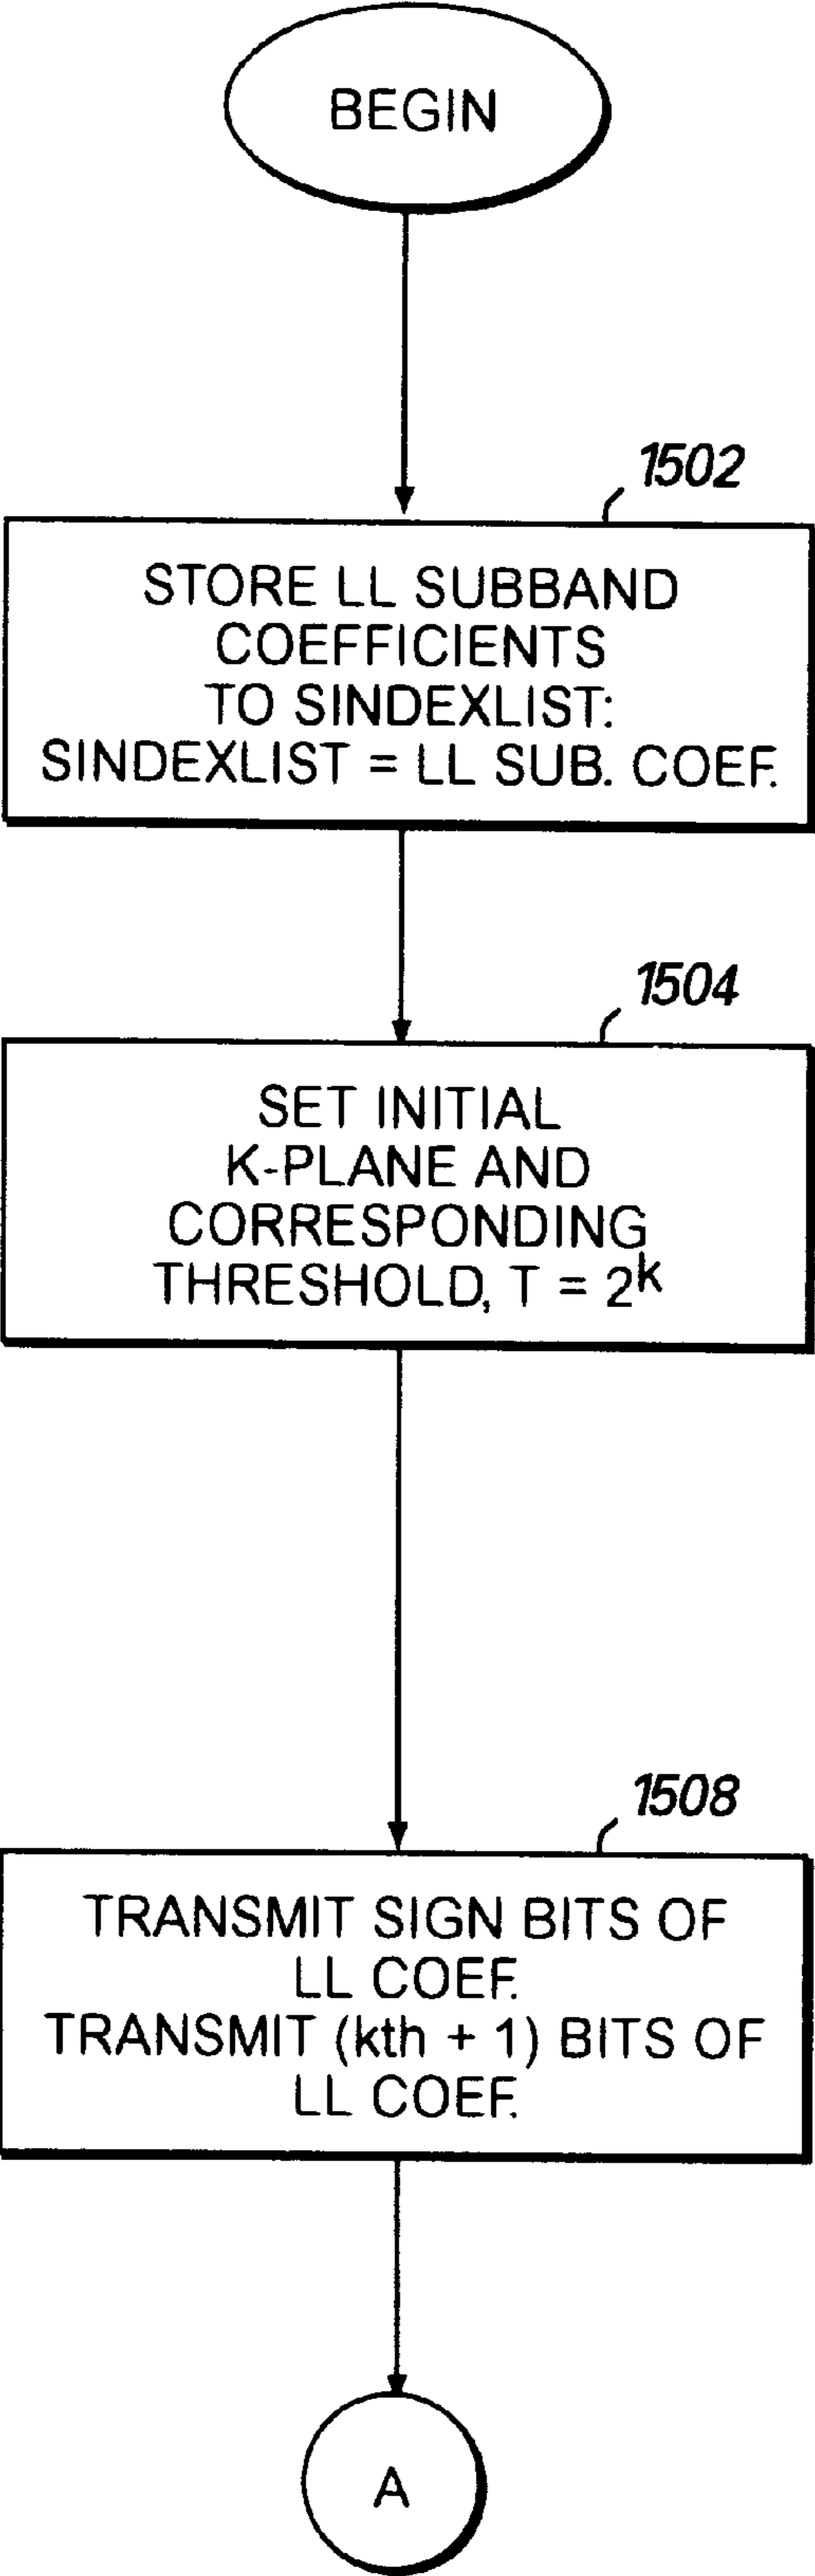 BEGIN
1502
STORE LL SUBBAND
COEFFICIENTS
TO SINDEXLIST:
SINDEXLIST = LL SUB. COEF.
1504
SET INITIAL
K-PLANE AND
CORRESPONDING
THRESHOLD, T = 2^k
1508
TRANSMIT SIGN BITS OF
LL COEF.
TRANSMIT (kth + 1) BITS OF
LL COEF.
A